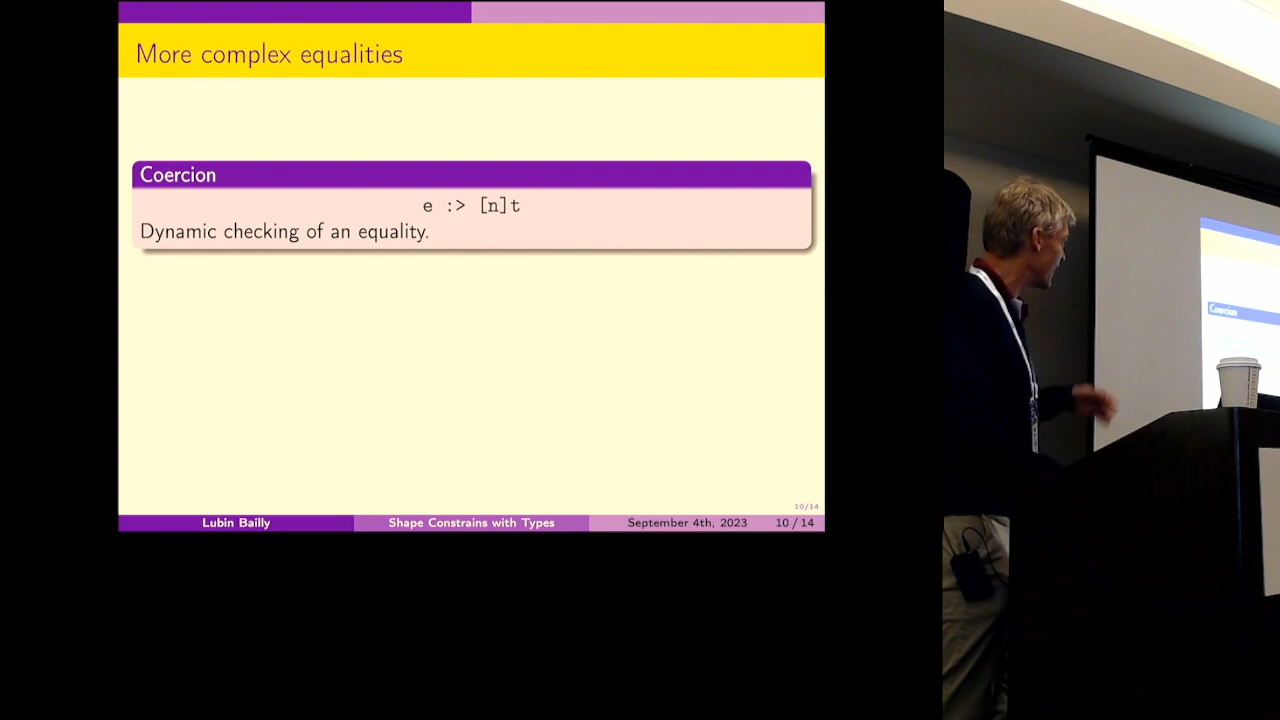 More complex equalities
Coercion
e :> [n]t
Dynamic checking of an equality.
10/14
Lubin Bailly
Shape Constrains with Types
September 4th, 2023
10 / 14
Coercion